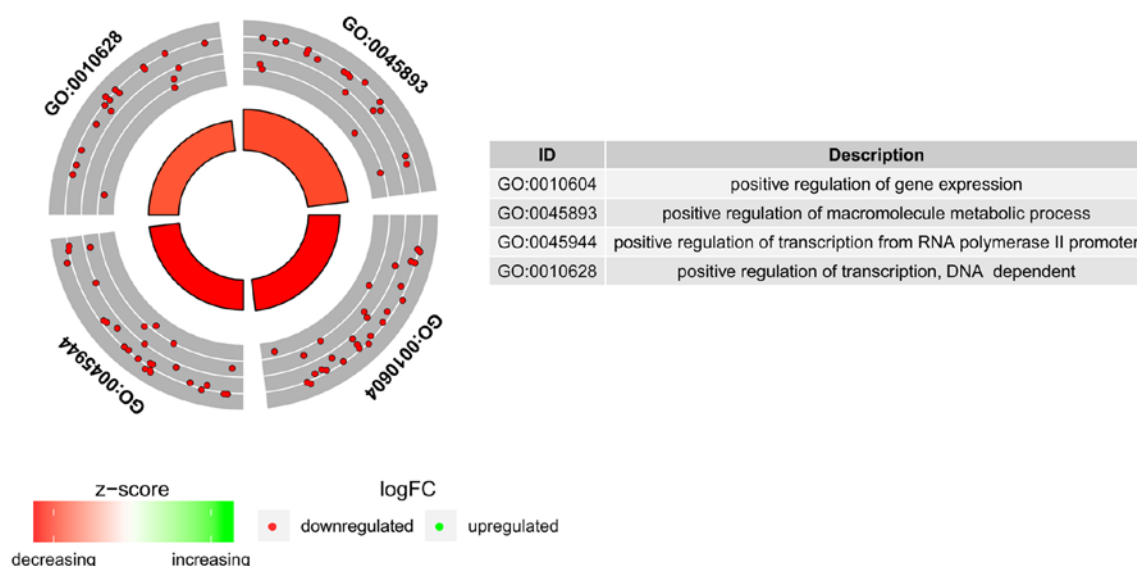 GO:0010628
GO:0045893
GO:0045944
GO:0010604
ID Description
GO:0010604 positive regulation of gene expression
GO:0045893 positive regulation of macromolecule metabolic process
GO:0045944 positive regulation of transcription from RNA polymerase II promoter
GO:0010628 positive regulation of transcription, DNA dependent
z-score logFC
downregulated upregulated
decreasing increasing